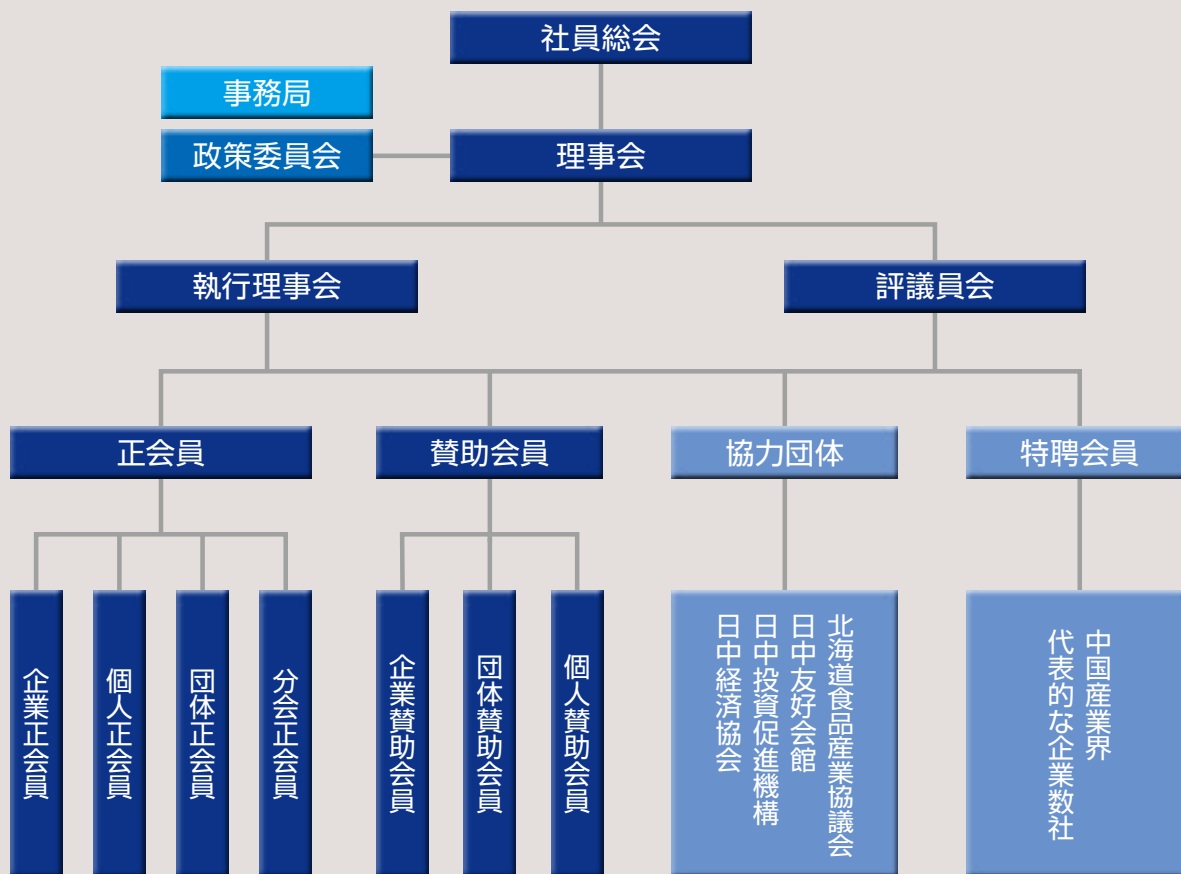 社員総会
事務局
政策委員会
理事会
執行理事会
評議員会
正会員
賛助会員
協力団体
特聘会員
企業正会員
個人正会員
団体正会員
分会正会員
企業賛助会員
団体賛助会員
個人賛助会員
北海道食品産業協議会
日中友好会館
日中投資促進機構
日中経済協会
中国産業界
代表的な企業数社